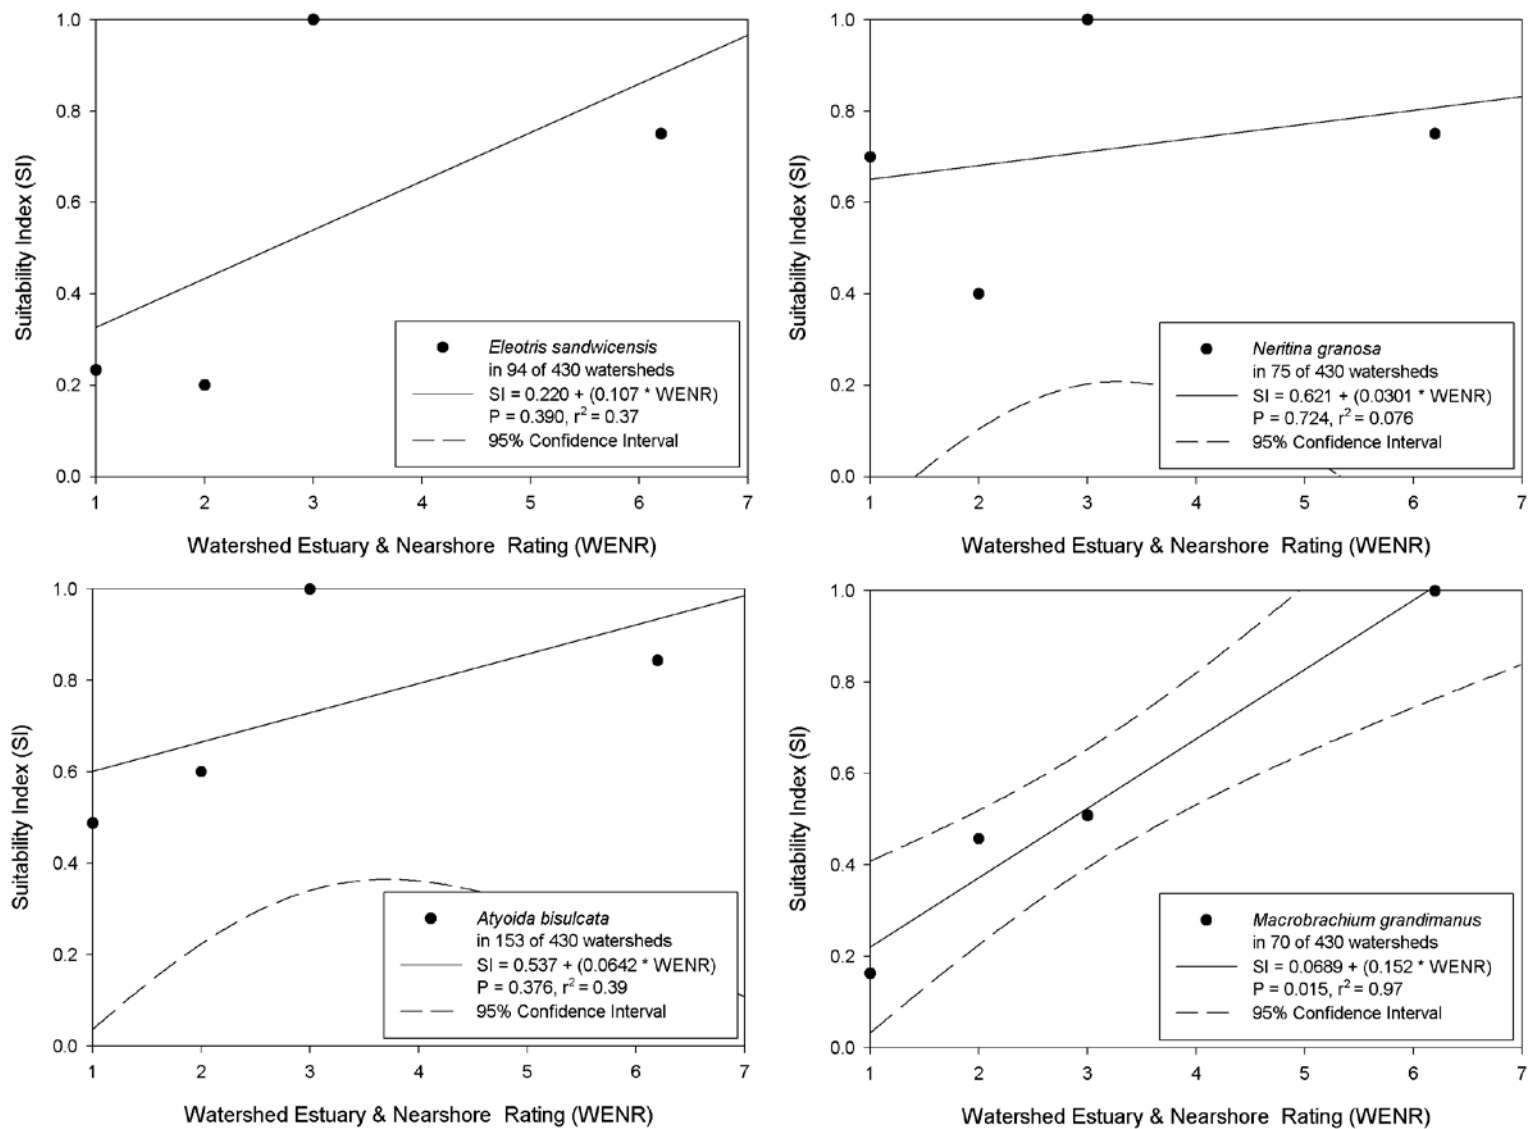 1.0
0.8
0.6
0.4
0.2
0.0
Suitability Index (SI)
Eleotris sandwicensis
in 94 of 430 watersheds
SI = 0.220 + (0.107 * WENR)
P = 0.390, r² = 0.37
95% Confidence Interval
1 2 3 4 5 6 7
Watershed Estuary & Nearshore Rating (WENR)
1.0
0.8
0.6
0.4
0.2
0.0
Suitability Index (SI)
Neritina granosa
in 75 of 430 watersheds
SI = 0.621 + (0.0301 * WENR)
P = 0.724, r² = 0.076
95% Confidence Interval
1 2 3 4 5 6 7
Watershed Estuary & Nearshore Rating (WENR)
1.0
0.8
0.6
0.4
0.2
0.0
Suitability Index (SI)
Atyoida bisulcata
in 153 of 430 watersheds
SI = 0.537 + (0.0642 * WENR)
P = 0.376, r² = 0.39
95% Confidence Interval
1 2 3 4 5 6 7
Watershed Estuary & Nearshore Rating (WENR)
1.0
0.8
0.6
0.4
0.2
0.0
Suitability Index (SI)
Macrobrachium grandimanus
in 70 of 430 watersheds
SI = 0.0689 + (0.152 * WENR)
P = 0.015, r² = 0.97
95% Confidence Interval
1 2 3 4 5 6 7
Watershed Estuary & Nearshore Rating (WENR)